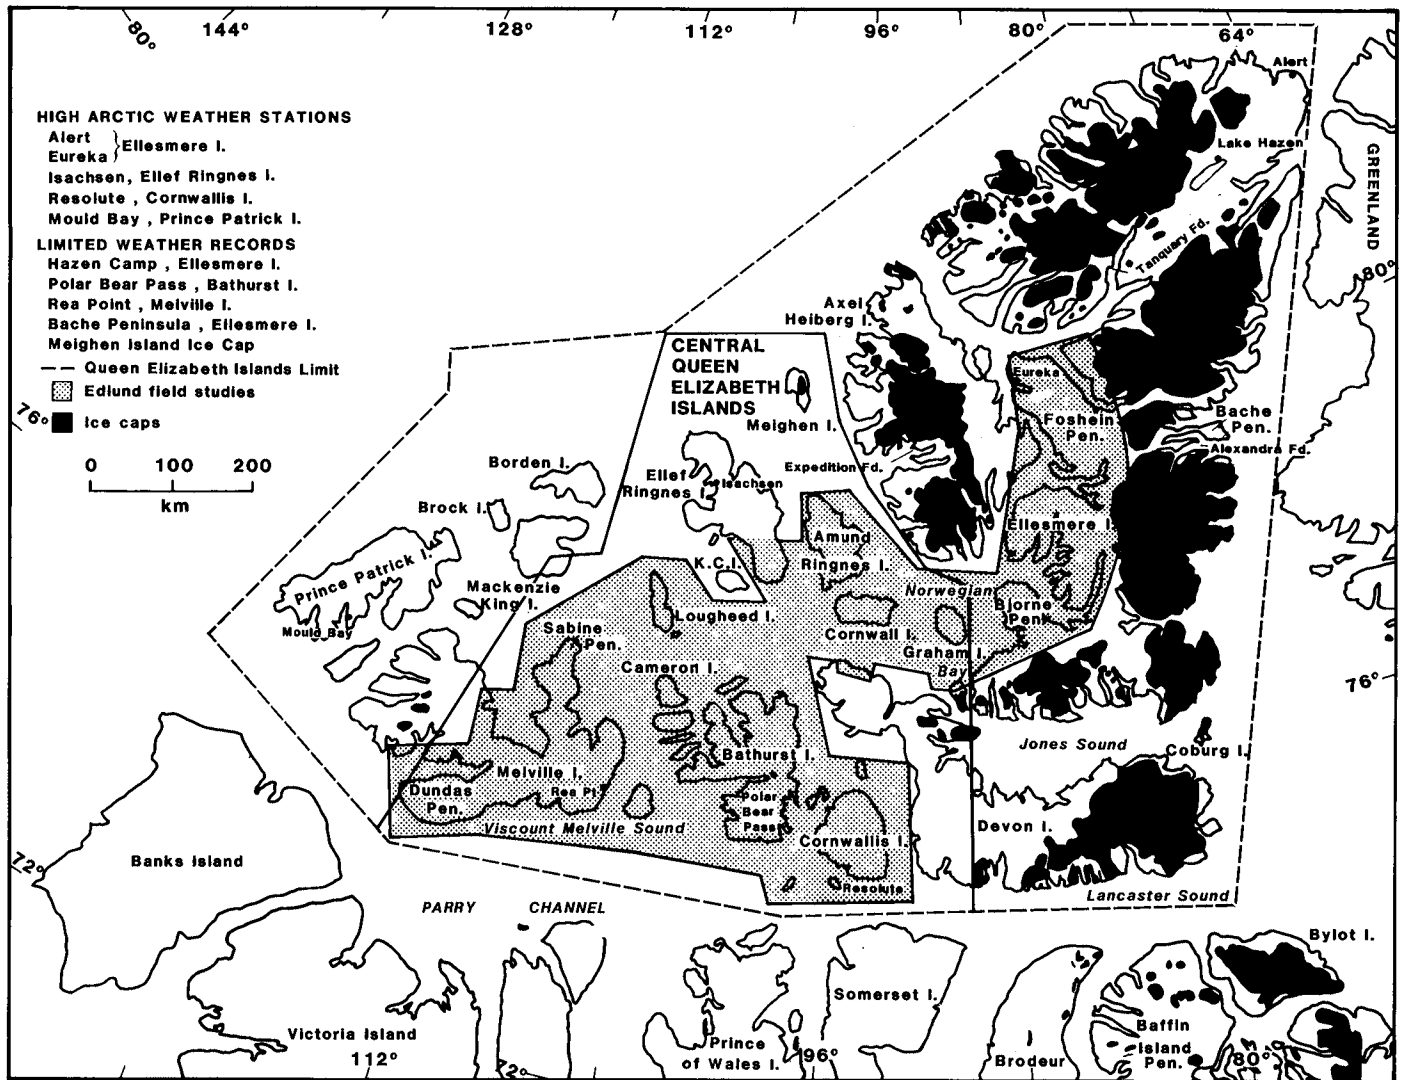 80°
144°
128°
112°
96°
80°
64°
HIGH ARCTIC WEATHER STATIONS
Alert
Eureka
Ellesmere I.
Isachsen, Ellef Ringnes I.
Resolute , Cornwallis I.
Mould Bay , Prince Patrick I.
LIMITED WEATHER RECORDS
Hazen Camp , Ellesmere I.
Polar Bear Pass , Bathurst I.
Rea Point , Melville I.
Bache Peninsula , Ellesmere I.
Meighen Island Ice Cap
Queen Elizabeth Islands Limit
Edlund field studies
Ice caps
76°
0 100 200
km
Alert
Lake Hazen
GREENLAND
Tanquary Fd.
80°
Axel
Heiberg I.
CENTRAL
QUEEN
ELIZABETH
ISLANDS
Meighen I.
Eureka
Foshein
Pen.
Bache
Pen.
Alexandra Fd.
Expedition Fd.
Borden I.
Ellef
Ringnes I.
Isachsen
Brock I.
Ellesmere I.
Amund
Ringnes I.
K.C.I.
Prince Patrick I.
Mould Bay
Mackenzie
King I.
Norwegian
Bay
Bjorne
Pen.
Lougheed I.
Cornwall I.
Graham I.
Sabine
Pen.
Cameron I.
76°
Jones Sound
Coburg I.
Bathurst I.
Melville I.
Rea Pt
Dundas
Pen.
Polar
Bear
Pass
Viscount Melville Sound
Cornwallis I.
Devon I.
Resolute
Lancaster Sound
72°
Banks Island
PARRY CHANNEL
Bylot I.
Somerset I.
Victoria Island
112°
Prince
of Wales I.
96°
72°
Brodeur
Baffin
Island
Pen.
80°